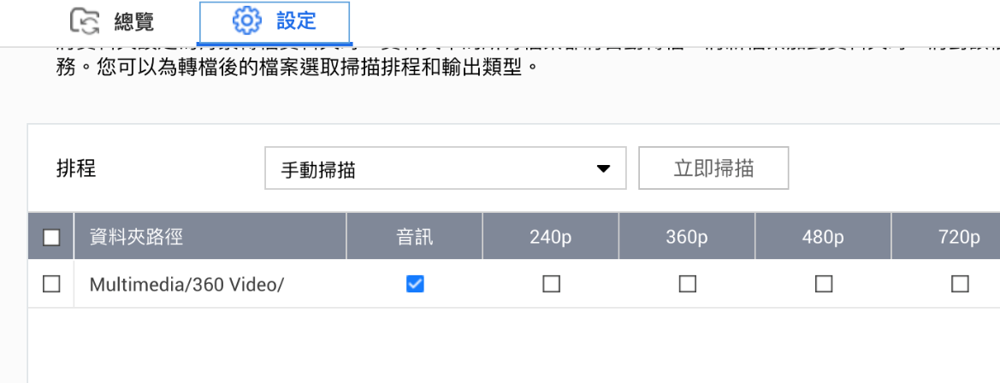 總覽
設定
務。您可以為轉檔後的檔案選取掃描排程和輸出類型。
排程
手動掃描
立即掃描
資料夾路徑
音訊
240p
360p
480p
720p
Multimedia/360 Video/